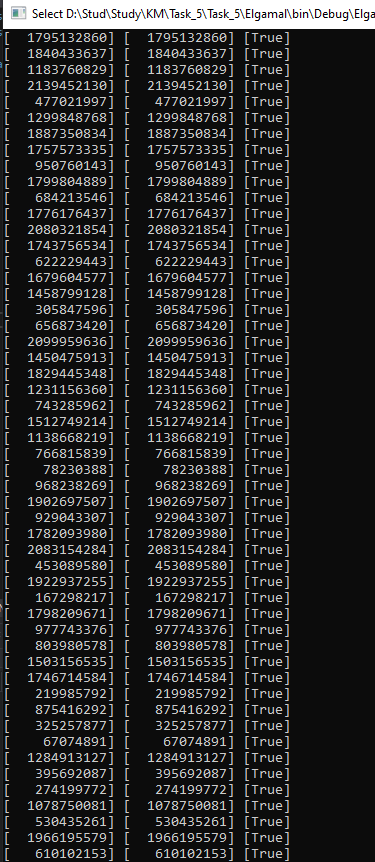 Select D:\Stud\Study\KM\Task_5\Task_5\Elgamal\bin\Debug\Elga
[  1795132860] [  1795132860] [True]
[  1840433637] [  1840433637] [True]
[  1183760829] [  1183760829] [True]
[  2139452130] [  2139452130] [True]
[   477021997] [   477021997] [True]
[  1299848768] [  1299848768] [True]
[  1887350834] [  1887350834] [True]
[  1757573335] [  1757573335] [True]
[   950760143] [   950760143] [True]
[  1799804889] [  1799804889] [True]
[   684213546] [   684213546] [True]
[  1776176437] [  1776176437] [True]
[  2080321854] [  2080321854] [True]
[  1743756534] [  1743756534] [True]
[   622229443] [   622229443] [True]
[  1679604577] [  1679604577] [True]
[  1458799128] [  1458799128] [True]
[   305847596] [   305847596] [True]
[   656873420] [   656873420] [True]
[  2099959636] [  2099959636] [True]
[  1450475913] [  1450475913] [True]
[  1829445348] [  1829445348] [True]
[  1231156360] [  1231156360] [True]
[   743285962] [   743285962] [True]
[  1512749214] [  1512749214] [True]
[  1138668219] [  1138668219] [True]
[   766815839] [   766815839] [True]
[    78230388] [    78230388] [True]
[   968238269] [   968238269] [True]
[  1902697507] [  1902697507] [True]
[   929043307] [   929043307] [True]
[  1782093980] [  1782093980] [True]
[  2083154284] [  2083154284] [True]
[   453089580] [   453089580] [True]
[  1922937255] [  1922937255] [True]
[   167298217] [   167298217] [True]
[  1798209671] [  1798209671] [True]
[   977743376] [   977743376] [True]
[   803980578] [   803980578] [True]
[  1503156535] [  1503156535] [True]
[  1746714584] [  1746714584] [True]
[   219985792] [   219985792] [True]
[   875416292] [   875416292] [True]
[   325257877] [   325257877] [True]
[    67074891] [    67074891] [True]
[  1284913127] [  1284913127] [True]
[   395692087] [   395692087] [True]
[   274199772] [   274199772] [True]
[  1078750081] [  1078750081] [True]
[   530435261] [   530435261] [True]
[  1966195579] [  1966195579] [True]
[   610102153] [   610102153] [True]